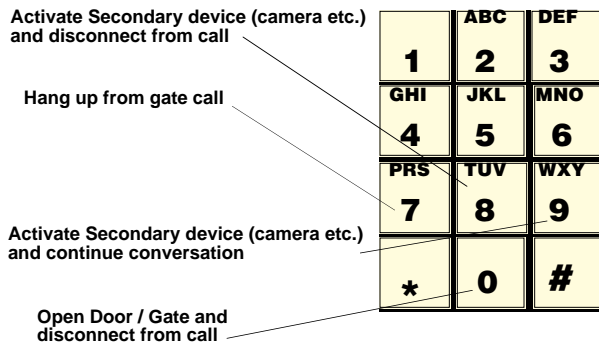 Activate Secondary device (camera etc.)
and disconnect from call
Hang up from gate call
Activate Secondary device (camera etc.)
and continue conversation
Open Door / Gate and
disconnect from call
ABC DEF
1 2 3
GHI JKL MNO
4 5 6
PRS TUV WXY
7 8 9
* 0 #